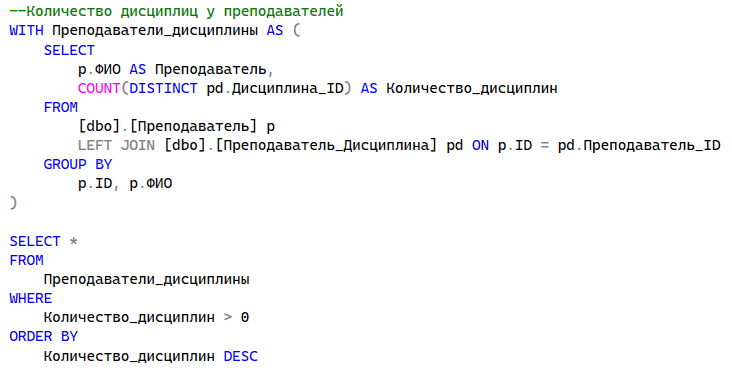 --Количество дисциплиц у преподавателей
WITH Преподаватели_дисциплины AS (
    SELECT
        p.ФИО AS Преподаватель,
        COUNT(DISTINCT pd.Дисциплина_ID) AS Количество_дисциплин
    FROM
        [dbo].[Преподаватель] p
        LEFT JOIN [dbo].[Преподаватель_Дисциплина] pd ON p.ID = pd.Преподаватель_ID
    GROUP BY
        p.ID, p.ФИО
)
SELECT *
FROM
    Преподаватели_дисциплины
WHERE
    Количество_дисциплин > 0
ORDER BY
    Количество_дисциплин DESC